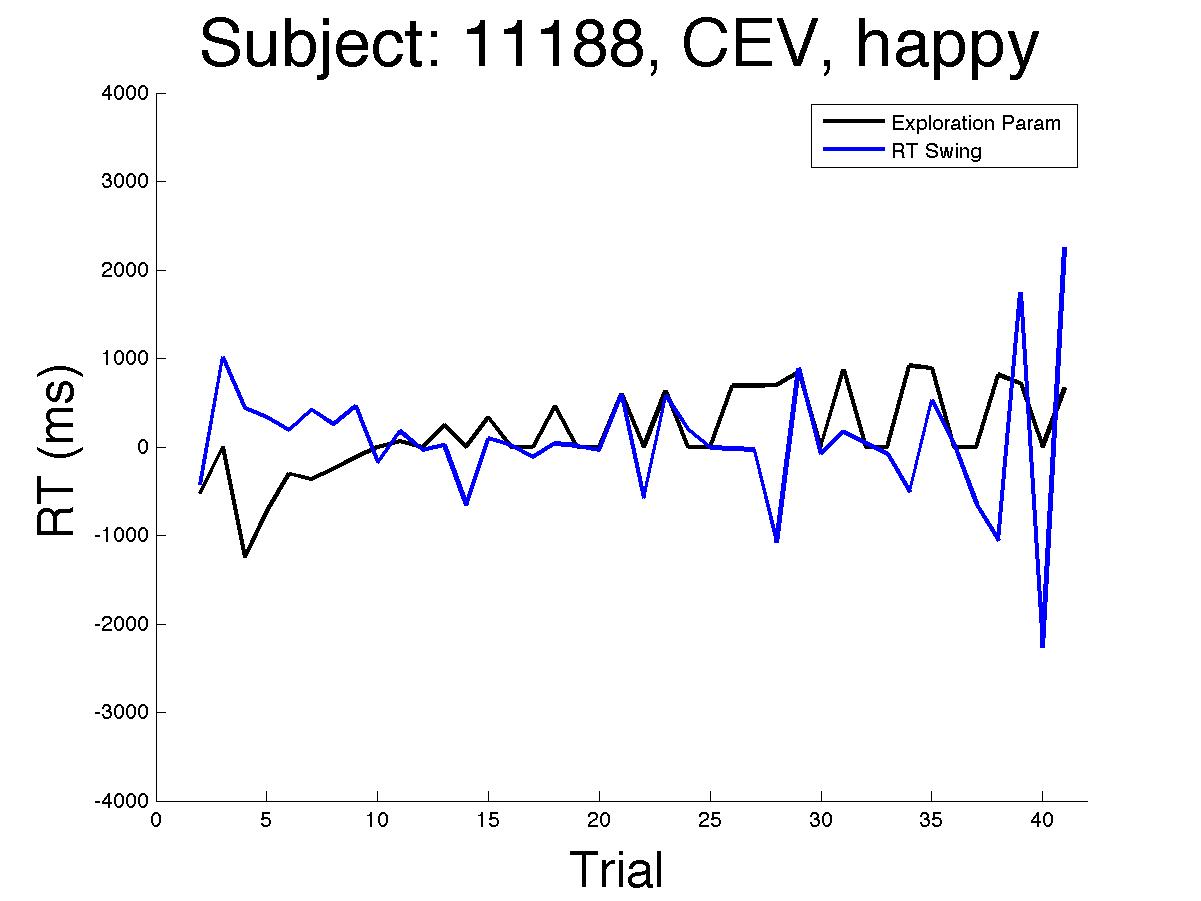 Subject: 11188, CEV, happy
Exploration Param
RT Swing
4000
3000
2000
1000
0
-1000
-2000
-3000
-4000
RT (ms)
0 5 10 15 20 25 30 35 40
Trial